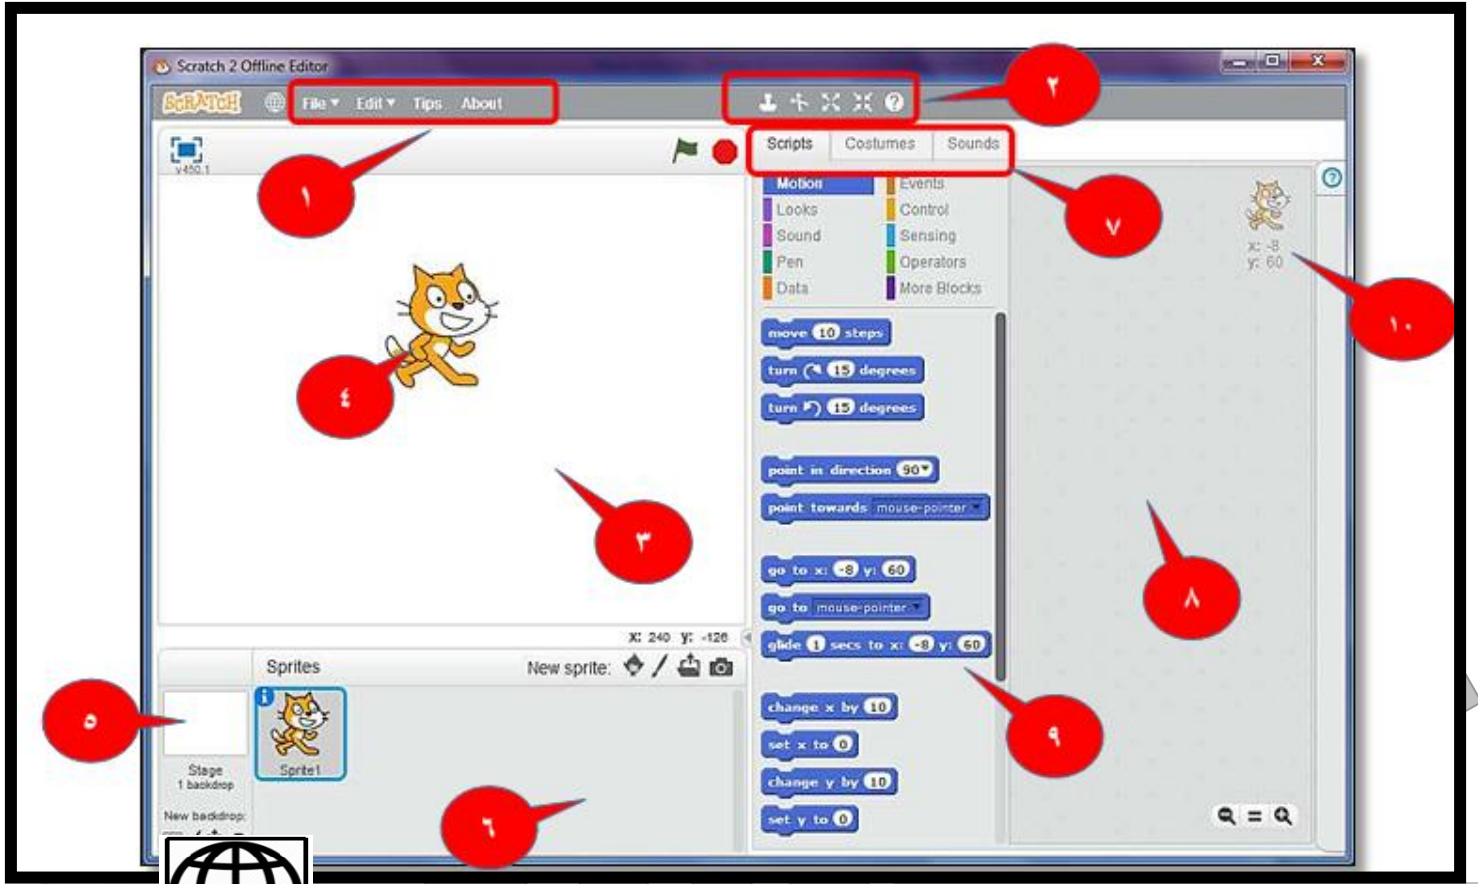 Scratch 2 Offline Editor
SCRATCH File Edit Tips About
٢
Scripts Costumes Sounds
v450.1
١
٧
Motion Events
Looks Control
Sound Sensing
Pen Operators
Data More Blocks
x: -8
y: 60
١٠
move 10 steps
turn 15 degrees
turn 15 degrees
٤
point in direction 90
point towards mouse-pointer
٣
٨
go to x: -8 y: 60
go to mouse-pointer
glide 1 secs to x: -8 y: 60
X: 240 y: -126
Sprites New sprite:
٥
٩
change x by 10
set x to 0
change y by 10
set y to 0
Stage
1 backdrop
Sprite1
New backdrop:
٦